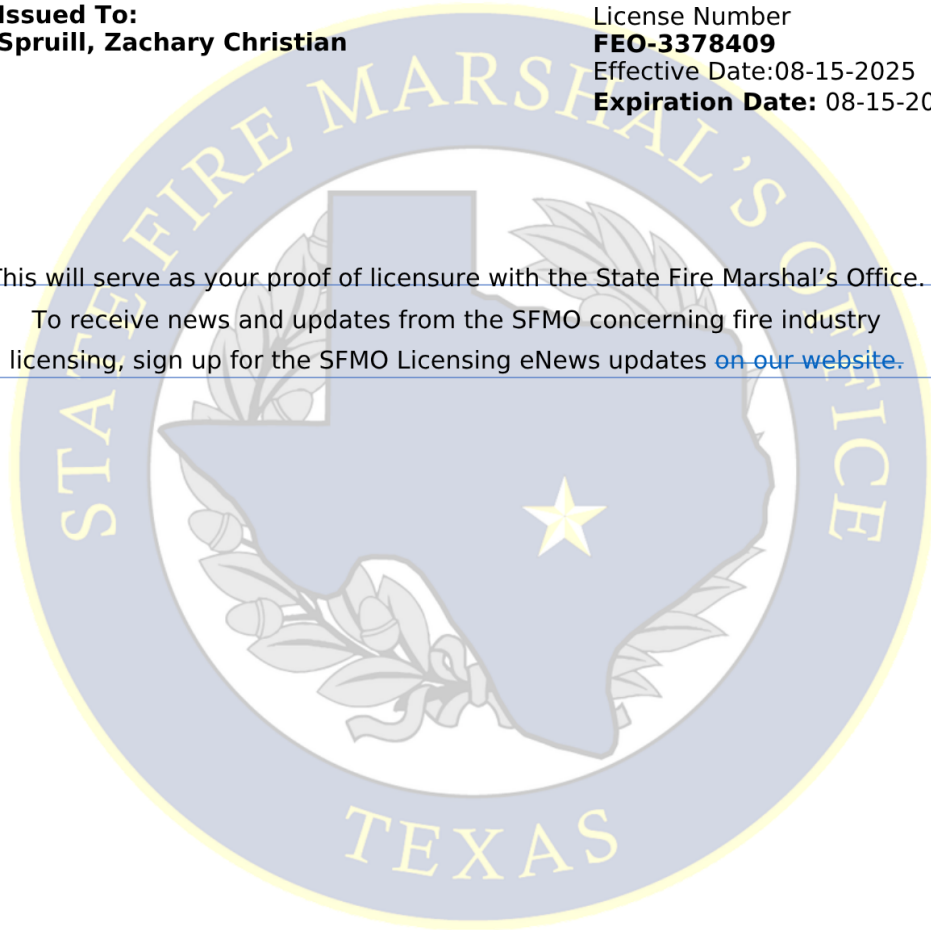 Issued To:
Spruill, Zachary Christian
License Number
FEO-3378409
Effective Date:08-15-2025
Expiration Date: 08-15-20
This will serve as your proof of licensure with the State Fire Marshal’s Office.
To receive news and updates from the SFMO concerning fire industry
licensing, sign up for the SFMO Licensing eNews updates on our website.
STATE FIRE MARSHAL’S OFFICE
TEXAS